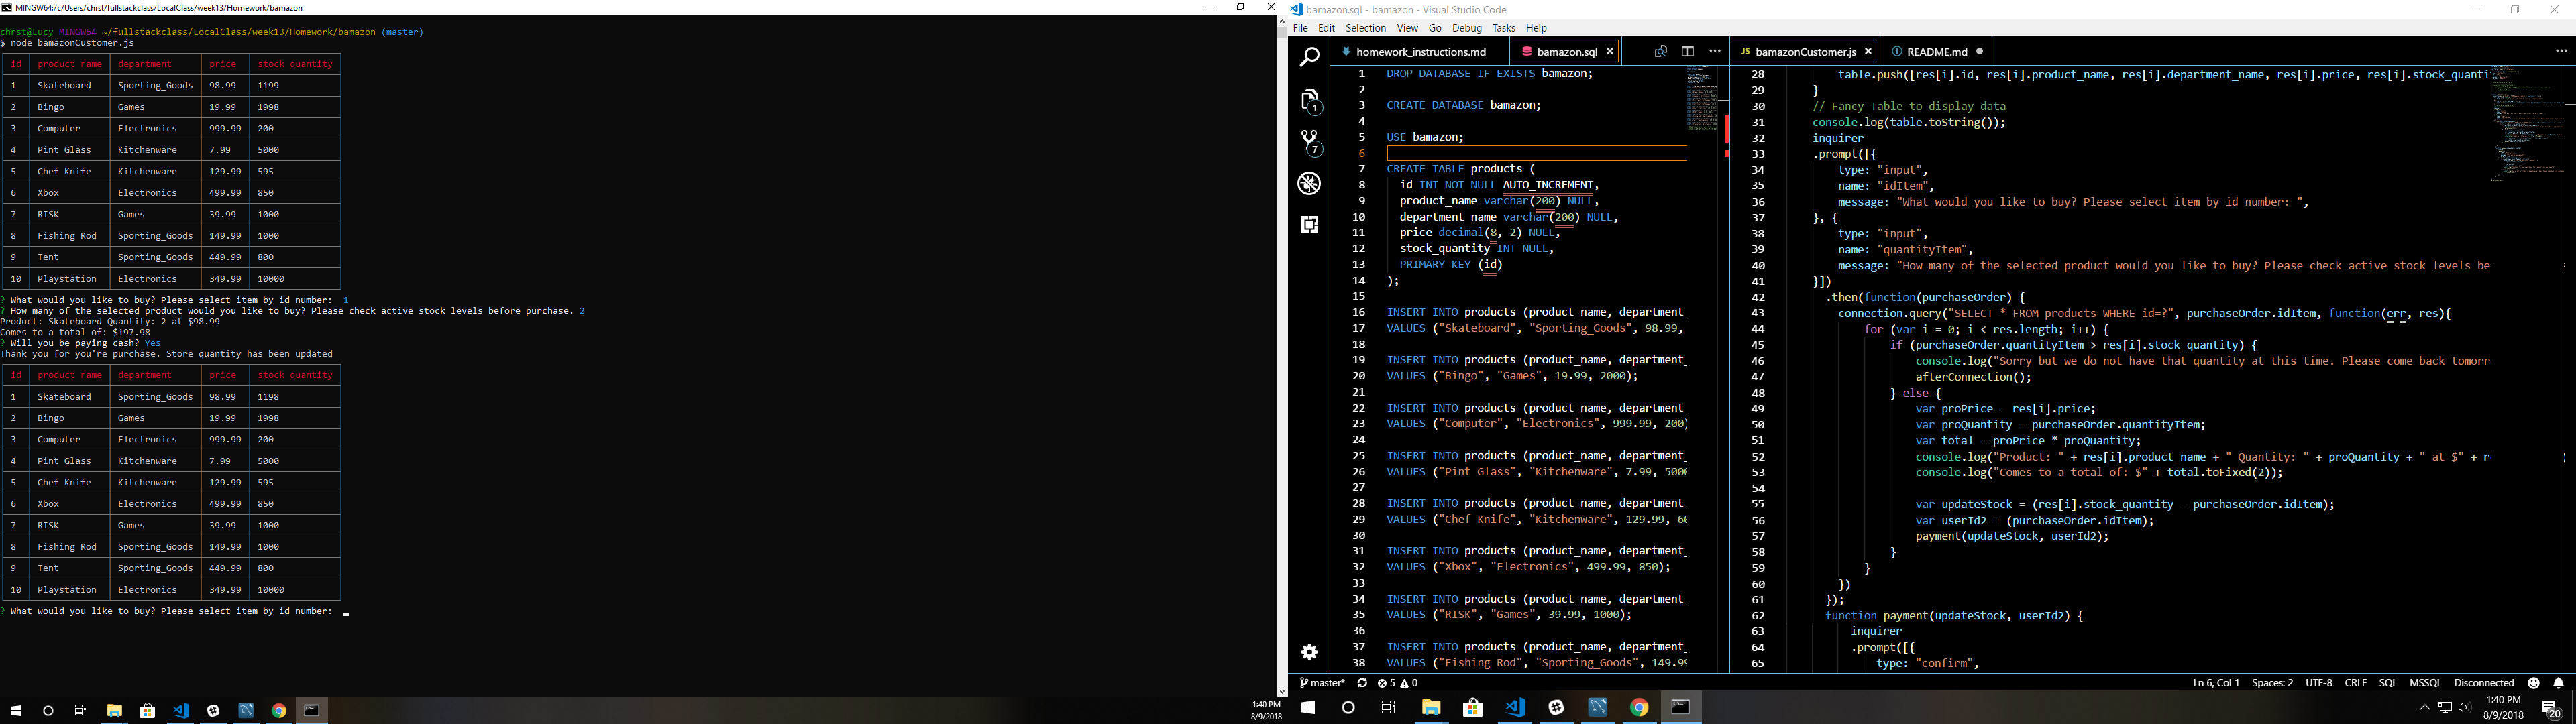 MINGW64:/c/Users/chrst/fullstackclass/LocalClass/week13/Homework/bamazon
chrst@Lucy MINGW64 ~/fullstackclass/LocalClass/week13/Homework/bamazon (master)
$ node bamazonCustomer.js
id product name department price stock quantity
1 Skateboard Sporting_Goods 98.99 1199
2 Bingo Games 19.99 1998
3 Computer Electronics 999.99 200
4 Pint Glass Kitchenware 7.99 5000
5 Chef Knife Kitchenware 129.99 595
6 Xbox Electronics 499.99 850
7 RISK Games 39.99 1000
8 Fishing Rod Sporting_Goods 149.99 1000
9 Tent Sporting_Goods 449.99 800
10 Playstation Electronics 349.99 10000
? What would you like to buy? Please select item by id number: 1
? How many of the selected product would you like to buy? Please check active stock levels before purchase. 2
Product: Skateboard Quantity: 2 at $98.99
Comes to a total of: $197.98
? Will you be paying cash? Yes
Thank you for you're purchase. Store quantity has been updated
id product name department price stock quantity
1 Skateboard Sporting_Goods 98.99 1198
2 Bingo Games 19.99 1998
3 Computer Electronics 999.99 200
4 Pint Glass Kitchenware 7.99 5000
5 Chef Knife Kitchenware 129.99 595
6 Xbox Electronics 499.99 850
7 RISK Games 39.99 1000
8 Fishing Rod Sporting_Goods 149.99 1000
9 Tent Sporting_Goods 449.99 800
10 Playstation Electronics 349.99 10000
? What would you like to buy? Please select item by id number:
1:40 PM
8/9/2018
bamazon.sql - bamazon - Visual Studio Code
File Edit Selection View Go Debug Tasks Help
homework_instructions.md bamazon.sql
1
7
1 DROP DATABASE IF EXISTS bamazon;
2
3 CREATE DATABASE bamazon;
4
5 USE bamazon;
6
7 CREATE TABLE products (
8 id INT NOT NULL AUTO_INCREMENT,
9 product_name varchar(200) NULL,
10 department_name varchar(200) NULL,
11 price decimal(8, 2) NULL,
12 stock_quantity INT NULL,
13 PRIMARY KEY (id)
14 );
15
16 INSERT INTO products (product_name, department_
17 VALUES ("Skateboard", "Sporting_Goods", 98.99,
18
19 INSERT INTO products (product_name, department_
20 VALUES ("Bingo", "Games", 19.99, 2000);
21
22 INSERT INTO products (product_name, department_
23 VALUES ("Computer", "Electronics", 999.99, 200)
24
25 INSERT INTO products (product_name, department_
26 VALUES ("Pint Glass", "Kitchenware", 7.99, 5000
27
28 INSERT INTO products (product_name, department_
29 VALUES ("Chef Knife", "Kitchenware", 129.99, 60
30
31 INSERT INTO products (product_name, department_
32 VALUES ("Xbox", "Electronics", 499.99, 850);
33
34 INSERT INTO products (product_name, department_
35 VALUES ("RISK", "Games", 39.99, 1000);
36
37 INSERT INTO products (product_name, department_
38 VALUES ("Fishing Rod", "Sporting_Goods", 149.99
JS bamazonCustomer.js README.md
28 table.push([res[i].id, res[i].product_name, res[i].department_name, res[i].price, res[i].stock_quanti
29 }
30 // Fancy Table to display data
31 console.log(table.toString());
32 inquirer
33 .prompt([{
34 type: "input",
35 name: "idItem",
36 message: "What would you like to buy? Please select item by id number: ",
37 }, {
38 type: "input",
39 name: "quantityItem",
40 message: "How many of the selected product would you like to buy? Please check active stock levels be
41 }])
42 .then(function(purchaseOrder) {
43 connection.query("SELECT * FROM products WHERE id=?", purchaseOrder.idItem, function(err, res){
44 for (var i = 0; i < res.length; i++) {
45 if (purchaseOrder.quantityItem > res[i].stock_quantity) {
46 console.log("Sorry but we do not have that quantity at this time. Please come back tomorr
47 afterConnection();
48 } else {
49 var proPrice = res[i].price;
50 var proQuantity = purchaseOrder.quantityItem;
51 var total = proPrice * proQuantity;
52 console.log("Product: " + res[i].product_name + " Quantity: " + proQuantity + " at $" + r
53 console.log("Comes to a total of: $" + total.toFixed(2));
54
55 var updateStock = (res[i].stock_quantity - purchaseOrder.idItem);
56 var userId2 = (purchaseOrder.idItem);
57 payment(updateStock, userId2);
58 }
59 }
60 })
61 });
62 function payment(updateStock, userId2) {
63 inquirer
64 .prompt([{
65 type: "confirm",
master* 5 0 Ln 6, Col 1 Spaces: 2 UTF-8 CRLF SQL MSSQL Disconnected
1:40 PM
8/9/2018
20